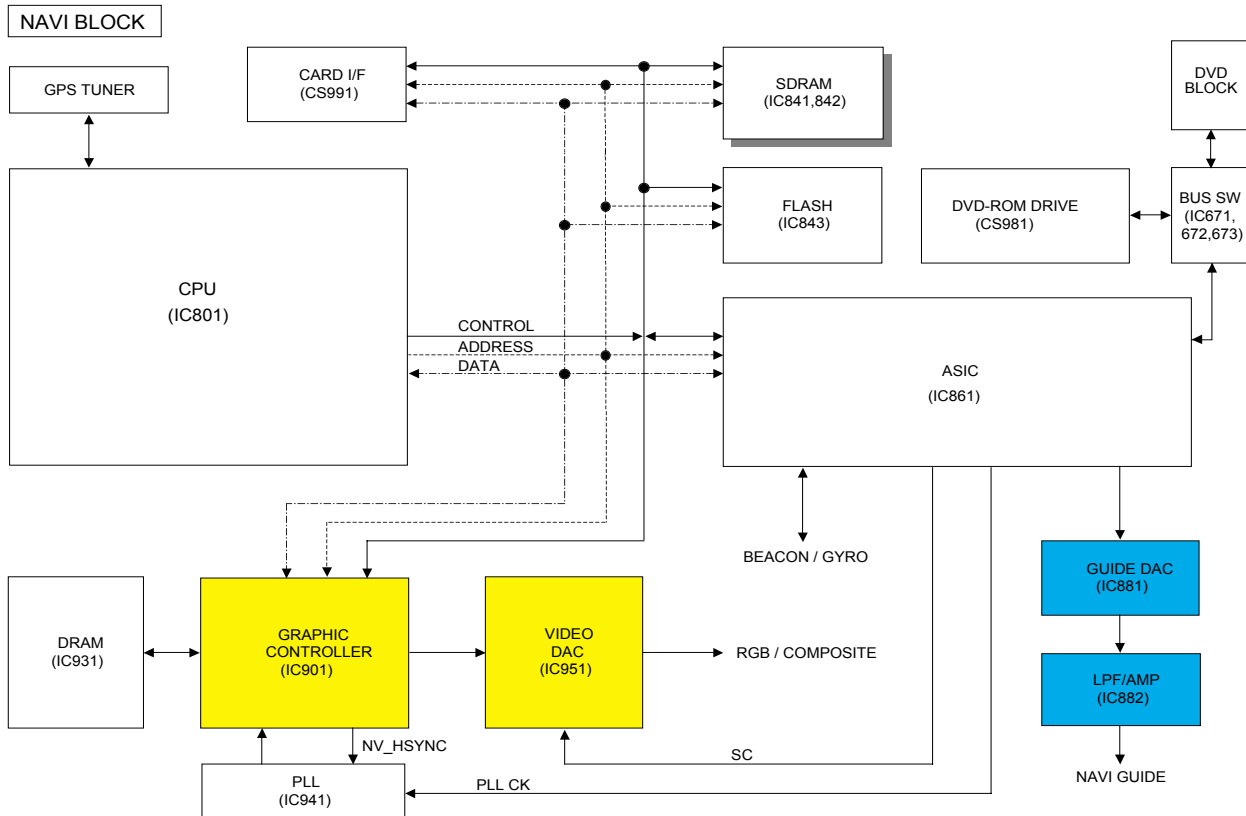 NAVI BLOCK
GPS TUNER
CARD I/F
(CS991)
SDRAM
(IC841,842)
DVD
BLOCK
FLASH
(IC843)
DVD-ROM DRIVE
(CS981)
BUS SW
(IC671,
672,673)
CPU
(IC801)
CONTROL
ADDRESS
DATA
ASIC
(IC861)
BEACON / GYRO
GUIDE DAC
(IC881)
DRAM
(IC931)
GRAPHIC
CONTROLLER
(IC901)
VIDEO
DAC
(IC951)
RGB / COMPOSITE
LPF/AMP
(IC882)
NV_HSYNC
SC
NAVI GUIDE
PLL
(IC941)
PLL CK